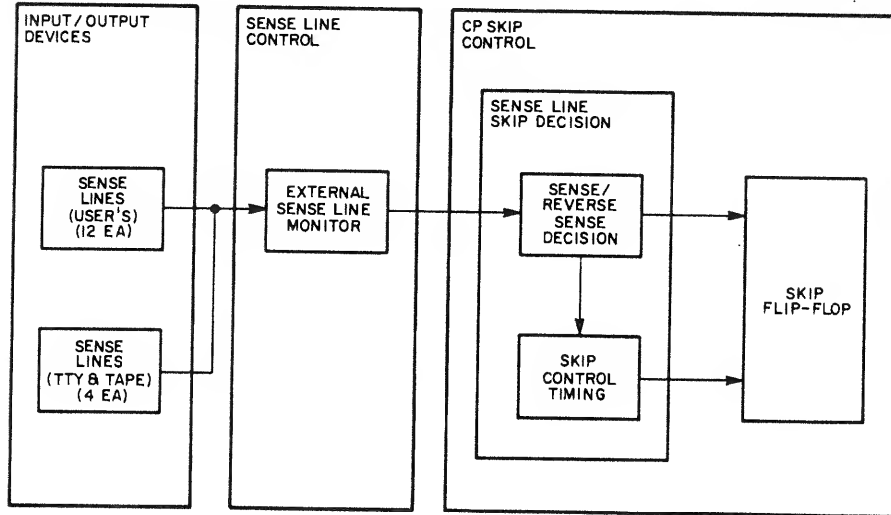 INPUT/OUTPUT
DEVICES
SENSE
LINES
(USER'S)
(12 EA)
SENSE
LINES
(TTY & TAPE)
(4 EA)
SENSE LINE
CONTROL
EXTERNAL
SENSE LINE
MONITOR
CP SKIP
CONTROL
SENSE LINE
SKIP DECISION
SENSE/
REVERSE
SENSE
DECISION
SKIP
CONTROL
TIMING
SKIP
FLIP-FLOP